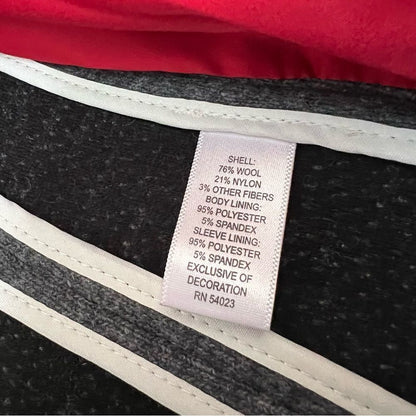 SHELL:
76% WOOL
21% NYLON
3% OTHER FIBERS
BODY LINING:
95% POLYESTER
5% SPANDEX
SLEEVE LINING:
95% POLYESTER
5% SPANDEX
EXCLUSIVE OF
DECORATION
RN 54023